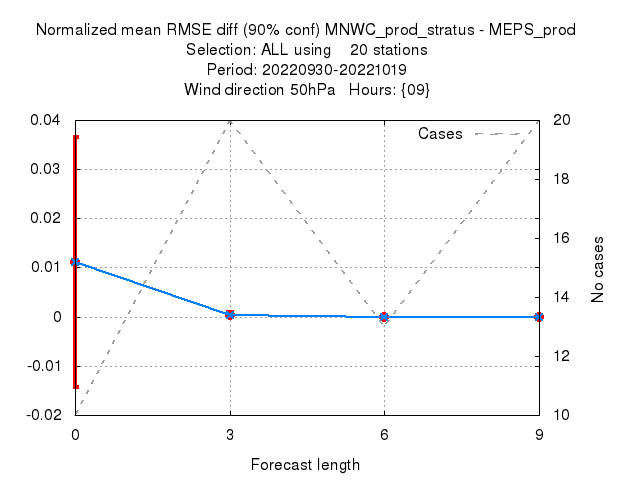 Normalized mean RMSE diff (90% conf) MNWC_prod_stratus - MEPS_prod
Selection: ALL using    20 stations
Period: 20220930-20221019
Wind direction 50hPa   Hours: {09}
0.04
0.03
0.02
0.01
0
-0.01
-0.02
Cases
20
18
16
14
12
10
No cases
0 3 6 9
Forecast length